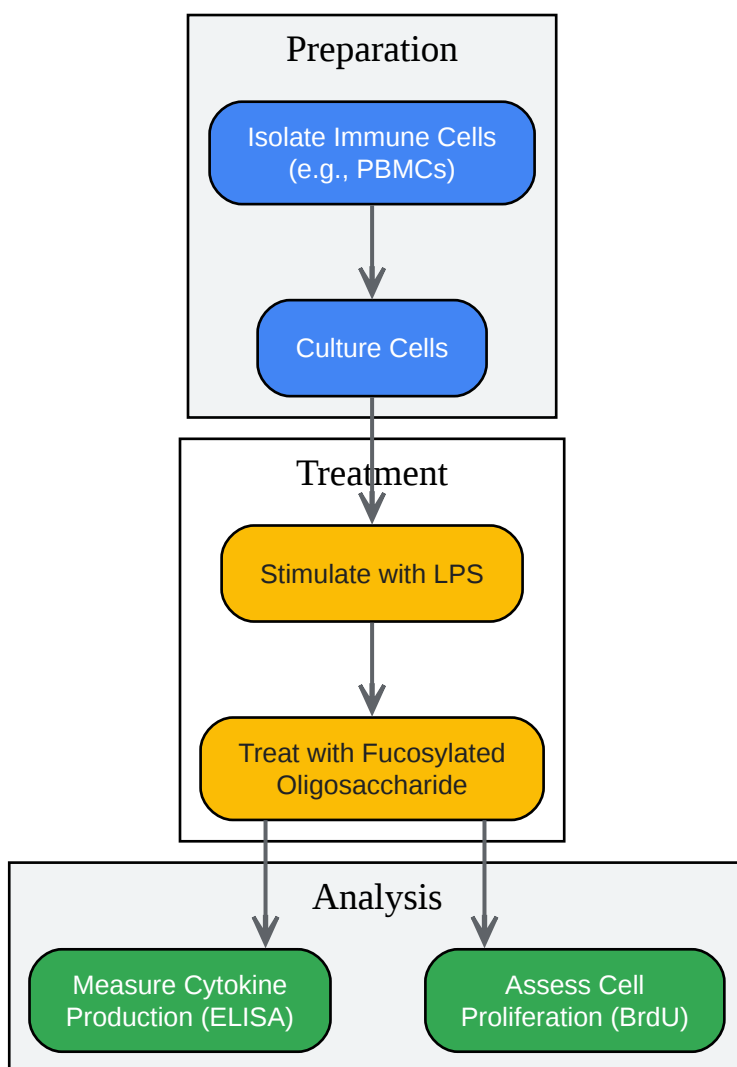 Preparation
Isolate Immune Cells
(e.g., PBMCs)
Culture Cells
Treatment
Stimulate with LPS
Treat with Fucosylated
Oligosaccharide
Analysis
Measure Cytokine
Production (ELISA)
Assess Cell
Proliferation (BrdU)